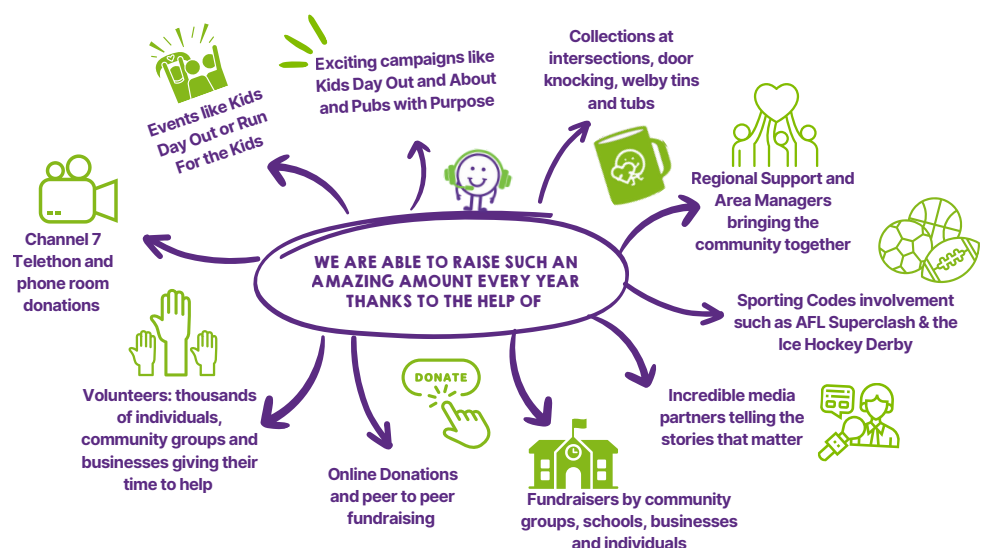 Collections at
intersections, door
knocking, welby tins
and tubs
Exciting campaigns like
Kids Day Out and About
and Pubs with Purpose
Events like Kids
Day Out or Run
For the Kids
Regional Support and
Area Managers
bringing the
community together
Channel 7
Telethon and
phone room
donations
WE ARE ABLE TO RAISE SUCH AN
AMAZING AMOUNT EVERY YEAR
THANKS TO THE HELP OF
Sporting Codes involvement
such as AFL Superclash & the
Ice Hockey Derby
Volunteers: thousands
of individuals,
community groups and
businesses giving their
time to help
DONATE
Incredible media
partners telling the
stories that matter
Online Donations
and peer to peer
fundraising
Fundraisers by community
groups, schools, businesses
and individuals